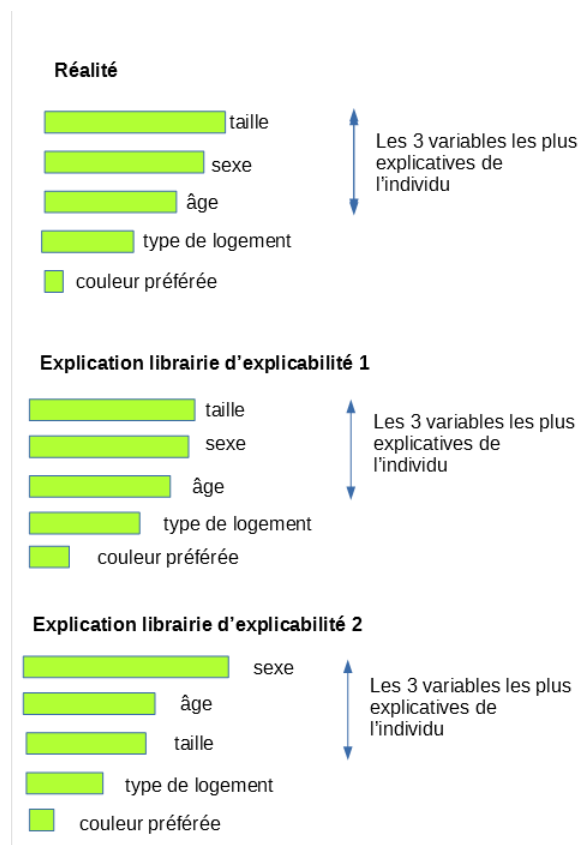 Réalité
taille
Les 3 variables les plus
explicatives de
l'individu
sexe
âge
type de logement
couleur préférée
Explication librairie d'explicabilité 1
taille
Les 3 variables les plus
explicatives de
l'individu
sexe
âge
type de logement
couleur préférée
Explication librairie d'explicabilité 2
sexe
Les 3 variables les plus
explicatives de
l'individu
âge
taille
type de logement
couleur préférée